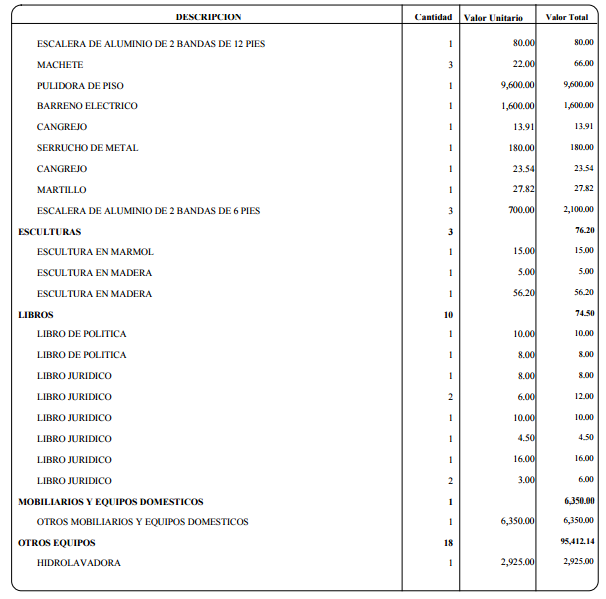 DESCRIPCION Cantidad Valor Unitario Valor Total
ESCALERA DE ALUMINIO DE 2 BANDAS DE 12 PIES 1 80.00 80.00
MACHETE 3 22.00 66.00
PULIDORA DE PISO 1 9,600.00 9,600.00
BARRENO ELECTRICO 1 1,600.00 1,600.00
CANGREJO 1 13.91 13.91
SERRUCHO DE METAL 1 180.00 180.00
CANGREJO 1 23.54 23.54
MARTILLO 1 27.82 27.82
ESCALERA DE ALUMINIO DE 2 BANDAS DE 6 PIES 3 700.00 2,100.00
ESCULTURAS 3 76.20
ESCULTURA EN MARMOL 1 15.00 15.00
ESCULTURA EN MADERA 1 5.00 5.00
ESCULTURA EN MADERA 1 56.20 56.20
LIBROS 10 74.50
LIBRO DE POLITICA 1 10.00 10.00
LIBRO DE POLITICA 1 8.00 8.00
LIBRO JURIDICO 1 8.00 8.00
LIBRO JURIDICO 2 6.00 12.00
LIBRO JURIDICO 1 10.00 10.00
LIBRO JURIDICO 1 4.50 4.50
LIBRO JURIDICO 1 16.00 16.00
LIBRO JURIDICO 2 3.00 6.00
MOBILIARIOS Y EQUIPOS DOMESTICOS 1 6,350.00
OTROS MOBILIARIOS Y EQUIPOS DOMESTICOS 1 6,350.00 6,350.00
OTROS EQUIPOS 18 95,412.14
HIDROLAVADORA 1 2,925.00 2,925.00